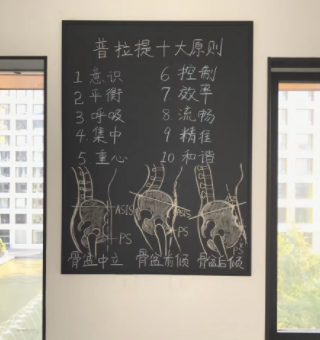 普拉提十大原则
1 意识
2 平衡
3 呼吸
4. 集中
5 重心
6 控制
7 效率
8 流畅
9 精准
10 和谐
ASIS
PS
PS
骨盆中立
骨盆前倾
骨盆后倾